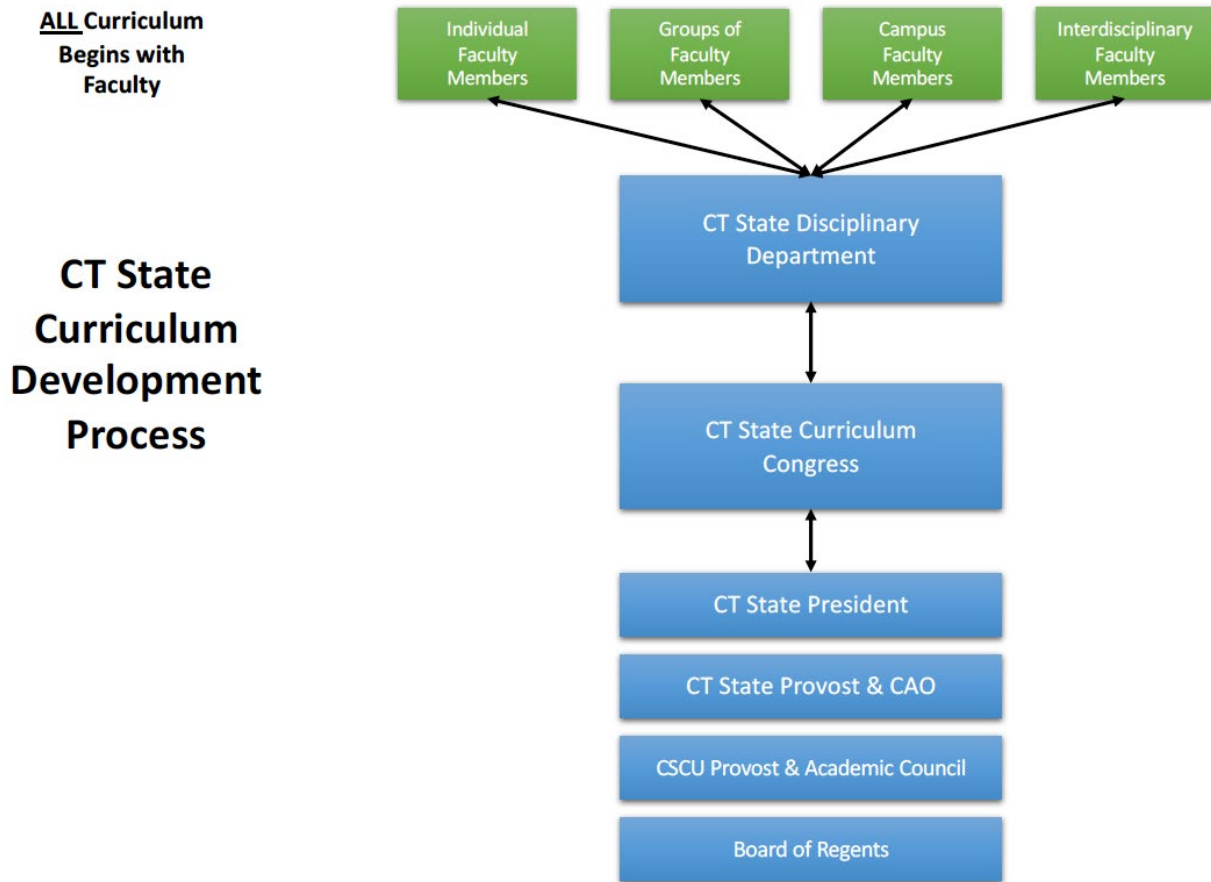 ALL Curriculum
Begins with
Faculty
Individual
Faculty
Members
Groups of
Faculty
Members
Campus
Faculty
Members
Interdisciplinary
Faculty
Members
CT State
Curriculum
Development
Process
CT State Disciplinary
Department
CT State Curriculum
Congress
CT State President
CT State Provost & CAO
CSCU Provost & Academic Council
Board of Regents